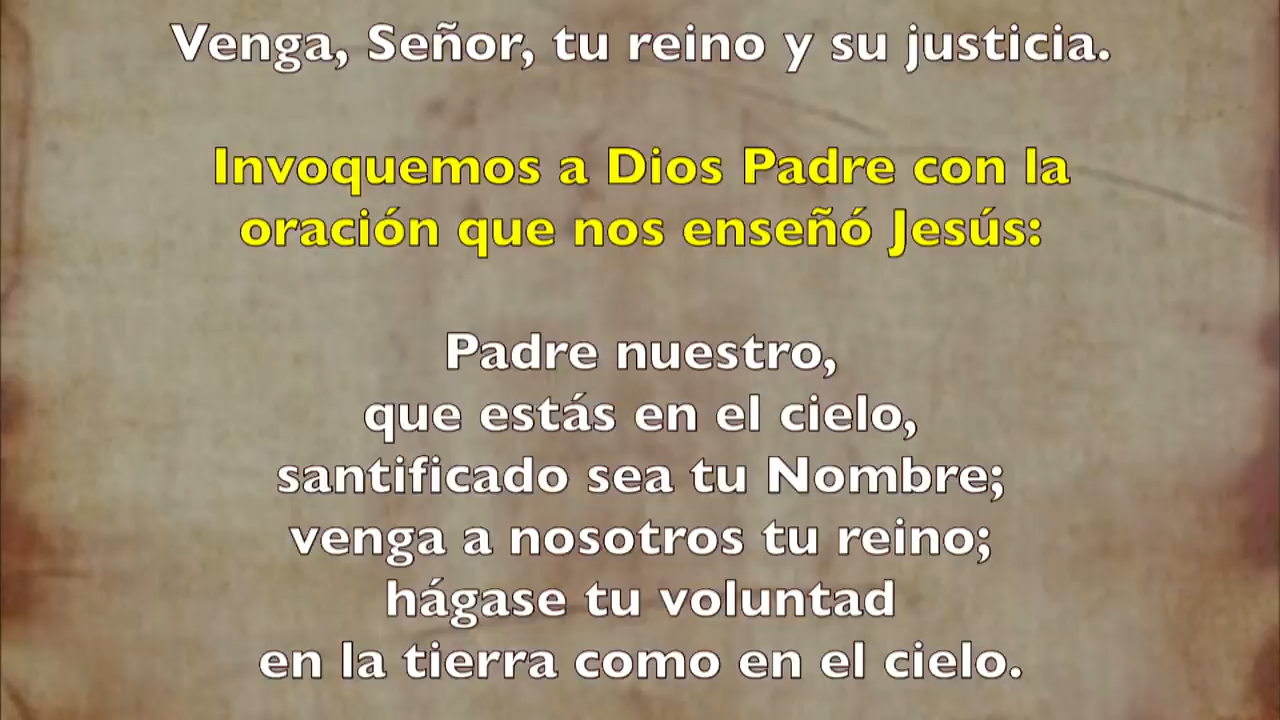 Venga, Señor, tu reino y su justicia.
Invoquemos a Dios Padre con la
oración que nos enseñó Jesús:
Padre nuestro,
que estás en el cielo,
santificado sea tu Nombre;
venga a nosotros tu reino;
hágase tu voluntad
en la tierra como en el cielo.